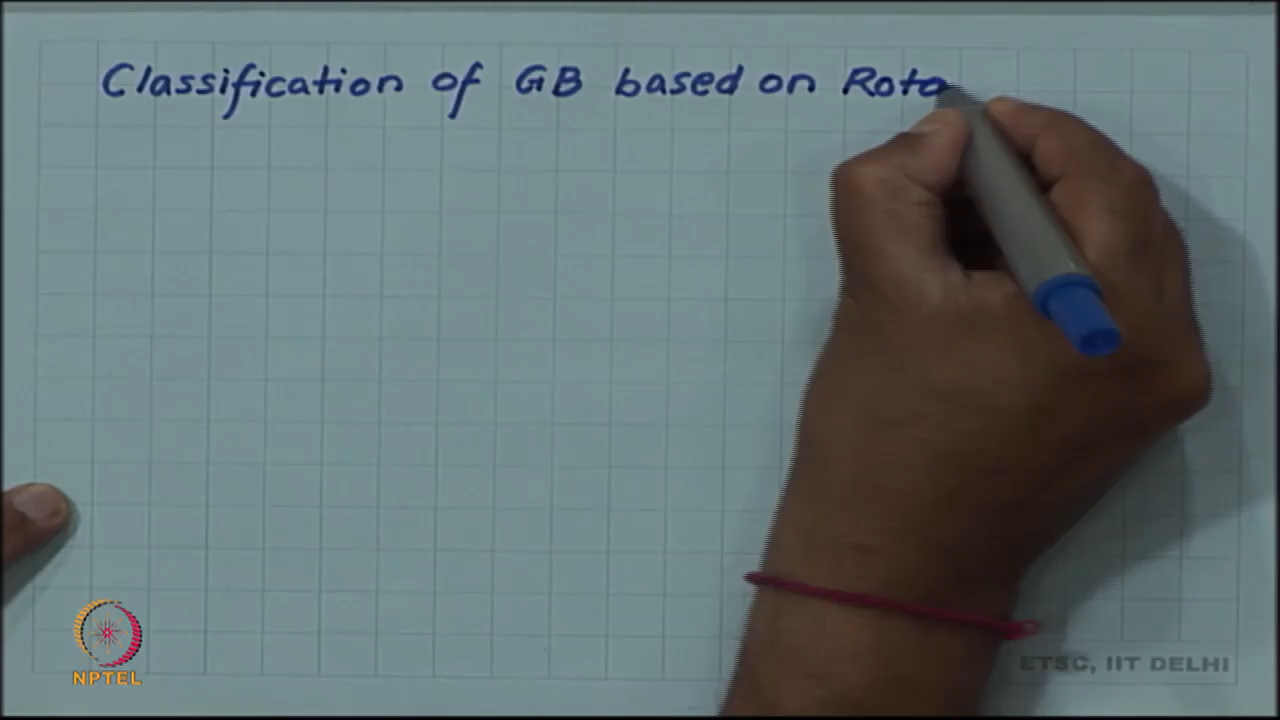 Classification of GB based on Rota
NPTEL
ETSC, IIT DELHI